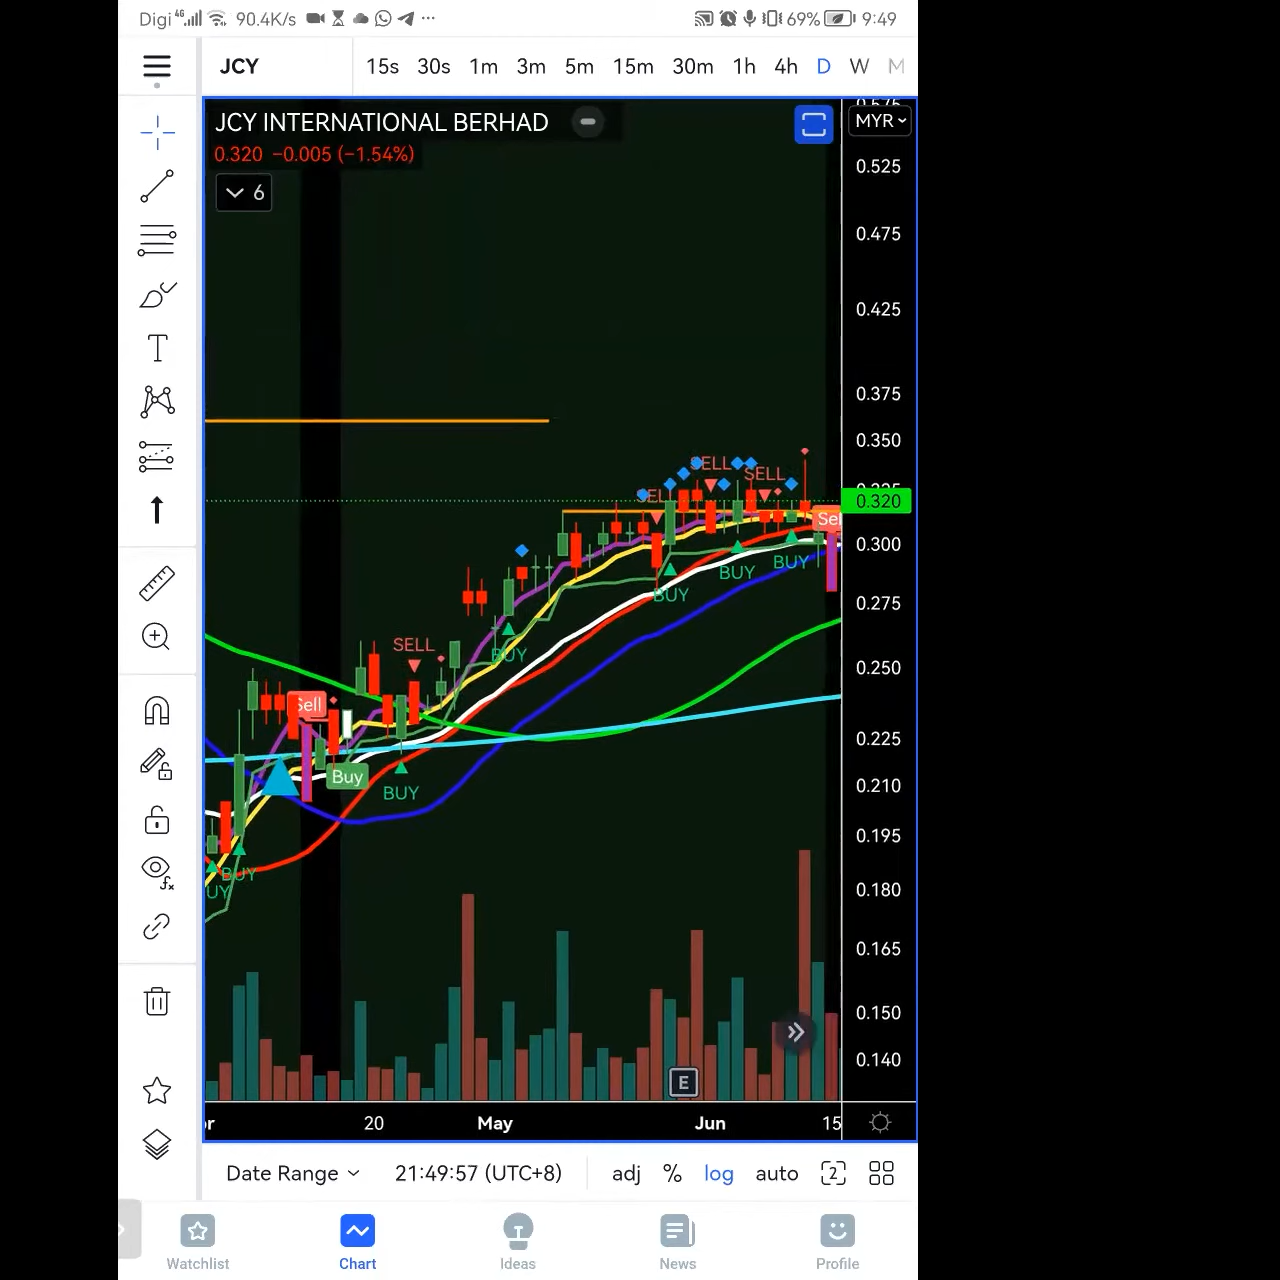 Digi 4G 90.4K/s ··· 69% 9:49
JCY 15s 30s 1m 3m 5m 15m 30m 1h 4h D W M
JCY INTERNATIONAL BERHAD
MYR
0.320 −0.005 (−1.54%)
0.525
6
0.475
0.425
0.375
0.350
SELL
SELL
0.320
Sel
0.300
BUY
BUY
BUY
0.275
SELL
BUY
0.250
Sell
0.225
Buy
BUY
0.210
0.195
BUY
UY
0.180
0.165
0.150
0.140
E
20 May Jun 15
Date Range 21:49:57 (UTC+8) adj % log auto 2
Watchlist Chart Ideas News Profile